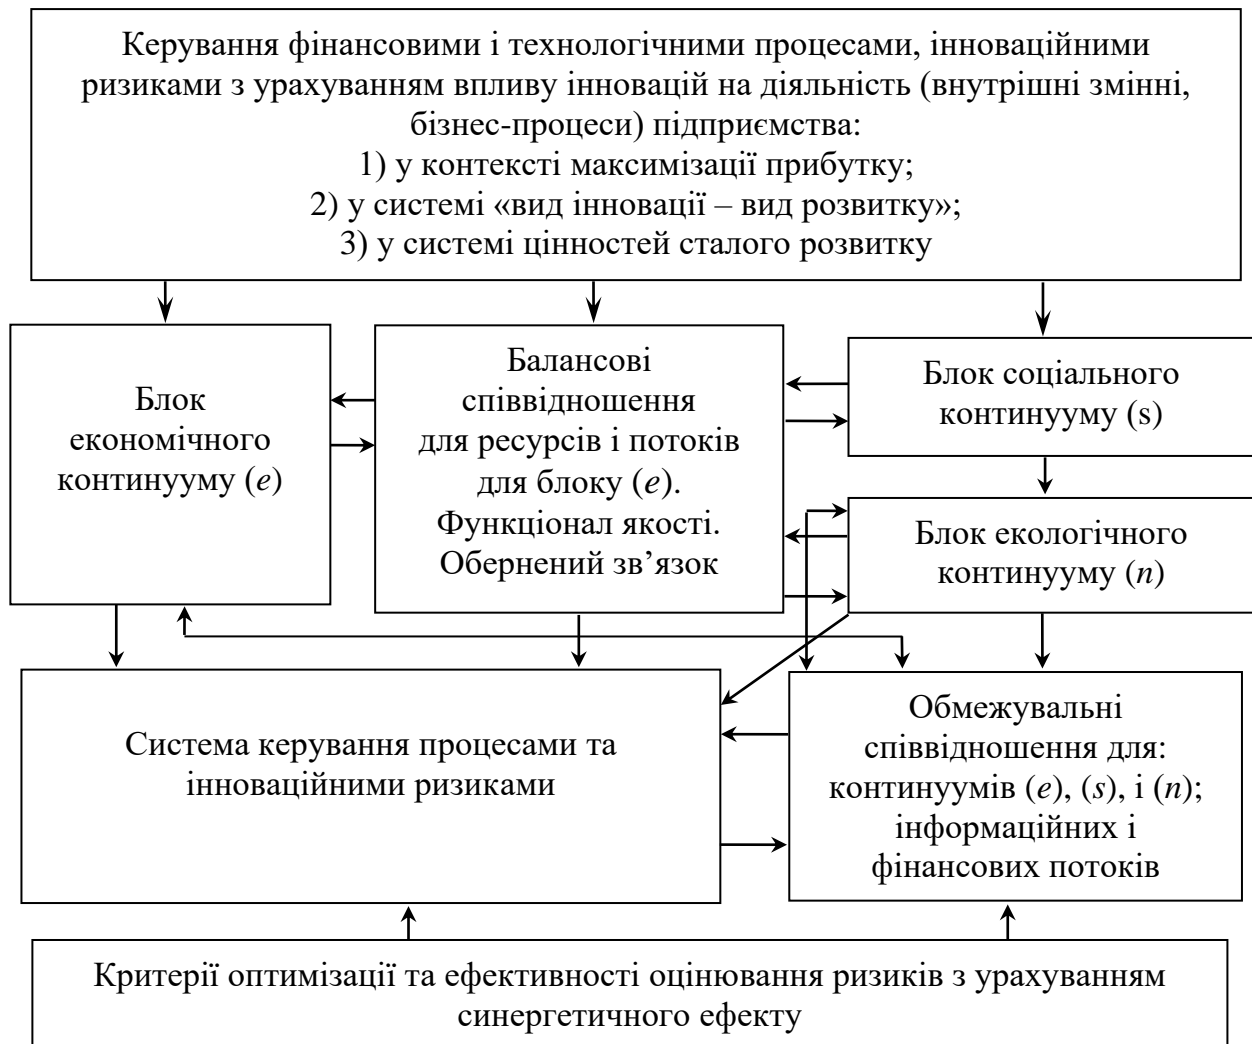 Керування фінансовими і технологічними процесами, інноваційними
ризиками з урахуванням впливу інновацій на діяльність (внутрішні змінні,
бізнес-процеси) підприємства:
1) у контексті максимізації прибутку;
2) у системі «вид інновації – вид розвитку»;
3) у системі цінностей сталого розвитку
Блок
економічного
континууму (e)
Балансові
співвідношення
для ресурсів і потоків
для блоку (e).
Функціонал якості.
Обернений зв’язок
Блок соціального
континууму (s)
Блок екологічного
континууму (n)
Система керування процесами та
інноваційними ризиками
Обмежувальні
співвідношення для:
континуумів (e), (s), і (n);
інформаційних і
фінансових потоків
Критерії оптимізації та ефективності оцінювання ризиків з урахуванням
синергетичного ефекту